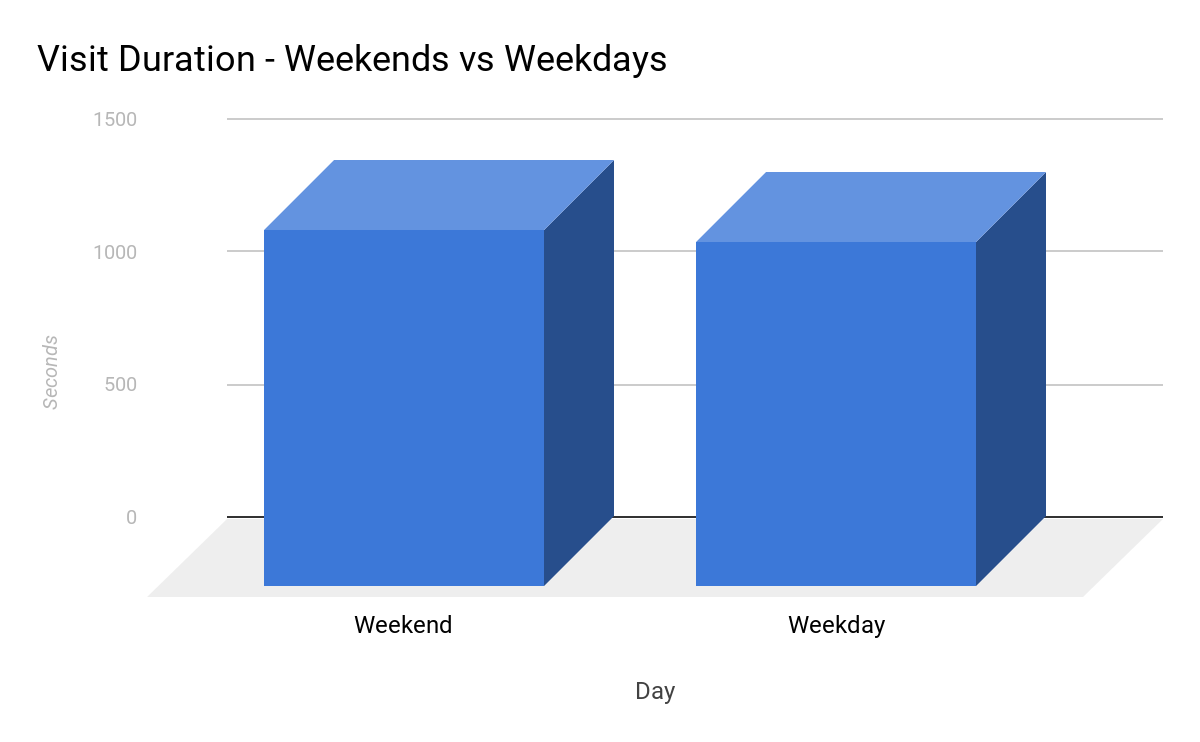 Visit Duration - Weekends vs Weekdays
1500
1000
500
0
Seconds
Weekend
Weekday
Day